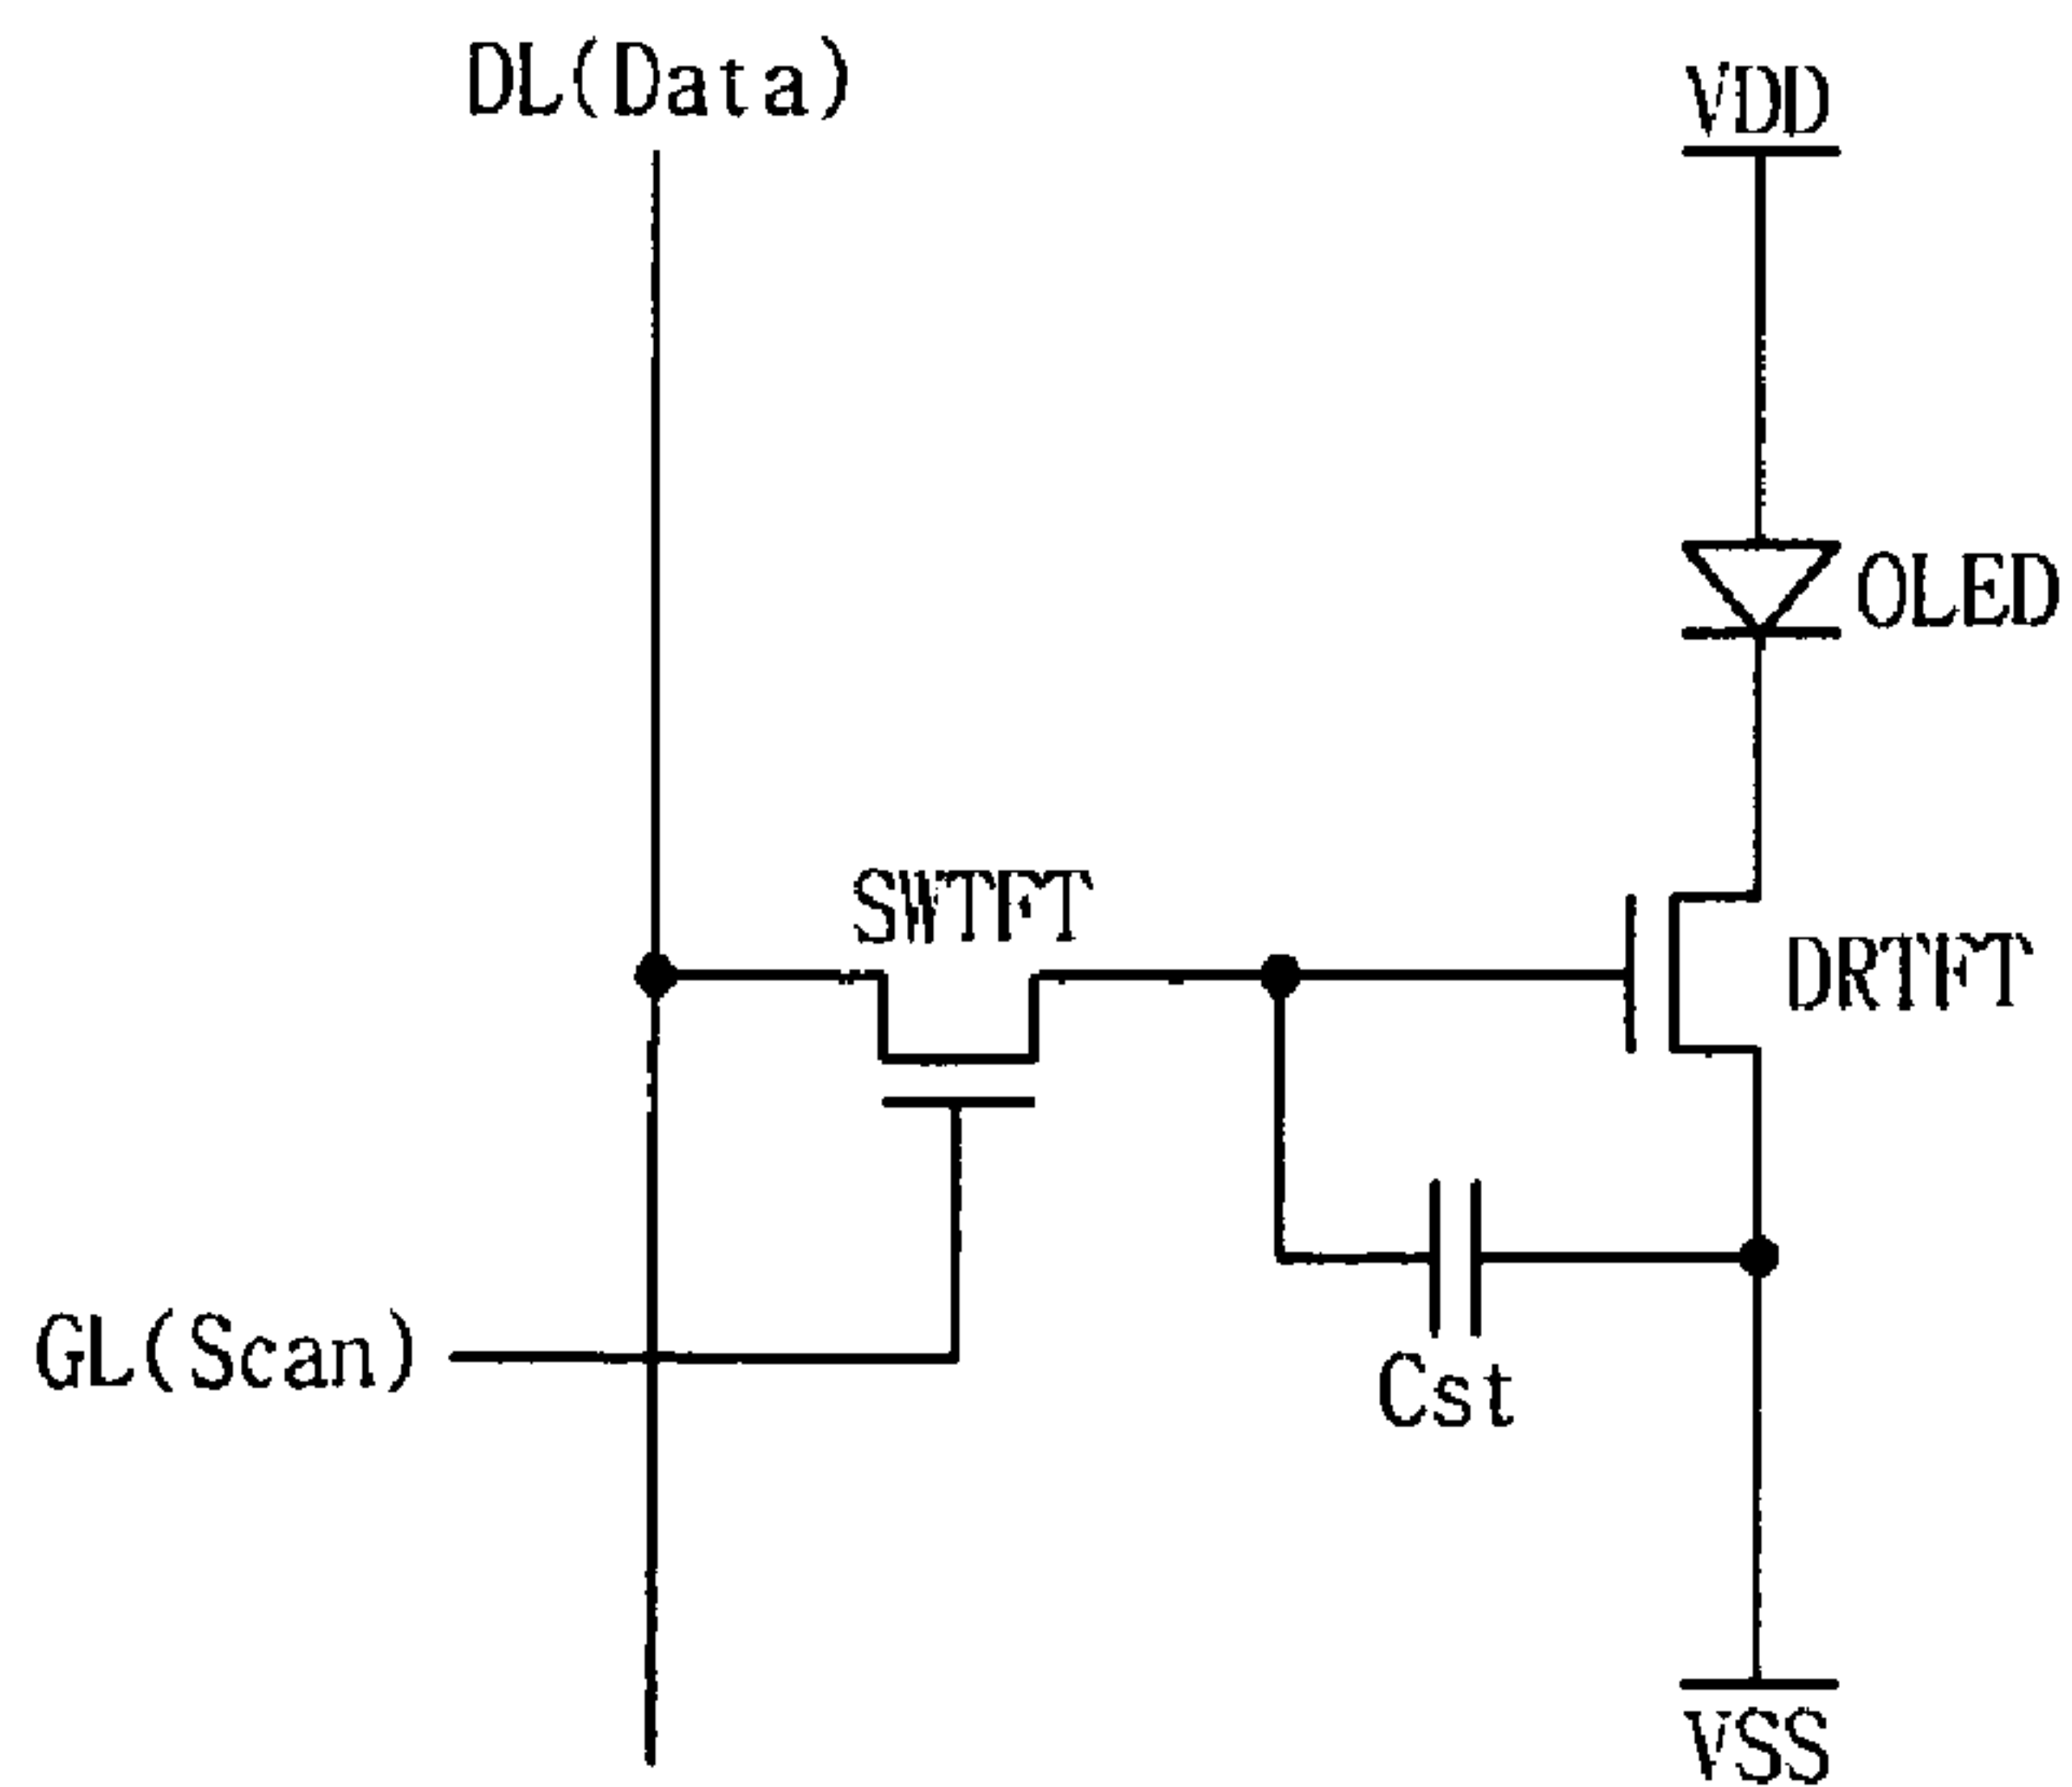 DL(Data)
VDD
OLED
SWTFT
DRTFT
GL(Scan)
Cst
VSS